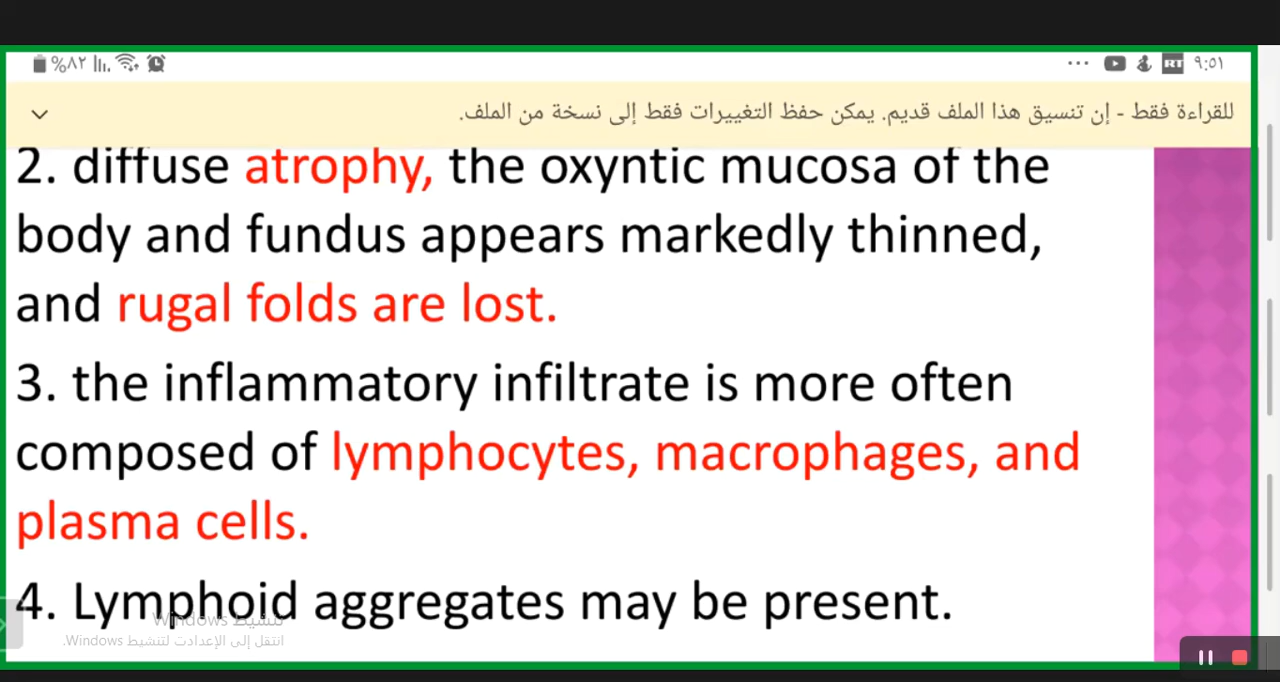 %٨٢ ٩:٥١
للقراءة فقط - إن تنسيق هذا الملف قديم. يمكن حفظ التغييرات فقط إلى نسخة من الملف.
2. diffuse atrophy, the oxyntic mucosa of the
body and fundus appears markedly thinned,
and rugal folds are lost.
3. the inflammatory infiltrate is more often
composed of lymphocytes, macrophages, and
plasma cells.
4. Lymphoid aggregates may be present.
تنشيط Windows
انتقل إلى الإعدادت لتنشيط Windows.